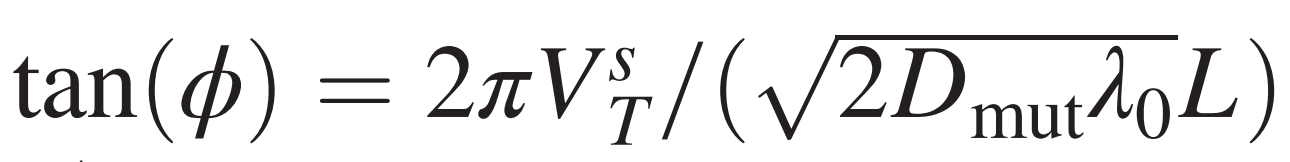 tan(ϕ) = 2πV_T^s/(√(2D_mut λ_0)L)